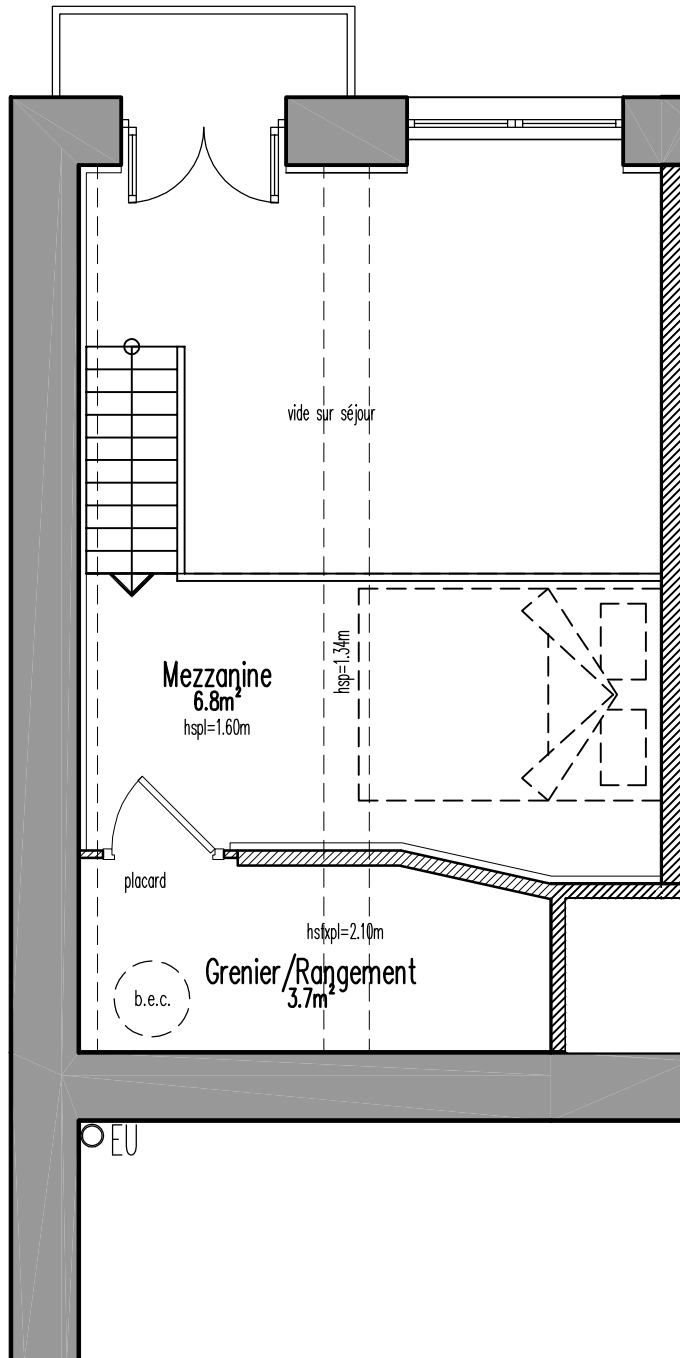 vide sur séjour
hsp=1.34m
Mezzanine
6.8m²
hspl=1.60m
placard
hsfxpl=2.10m
Grenier/Rangement
3.7m²
b.e.c.
EU